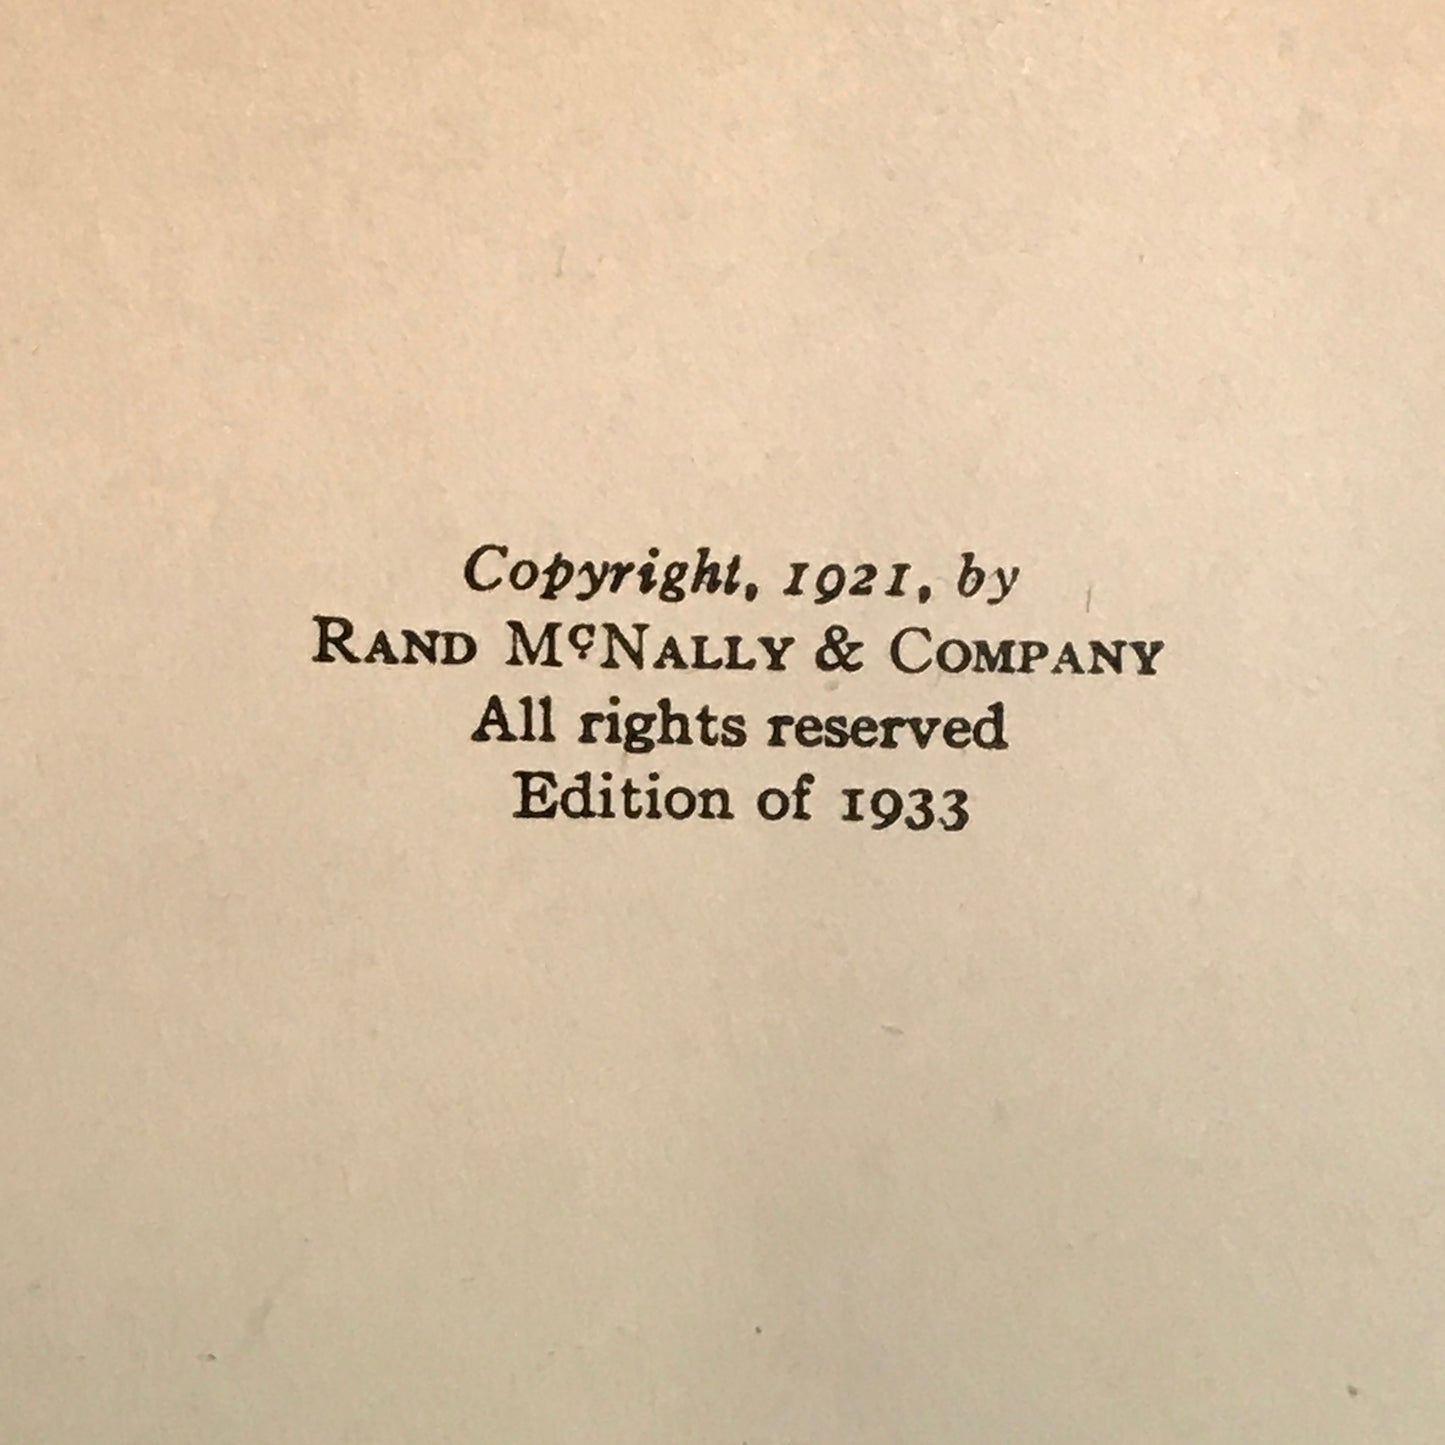 Copyright, 1921, by
RAND McNALLY & COMPANY
All rights reserved
Edition of 1933